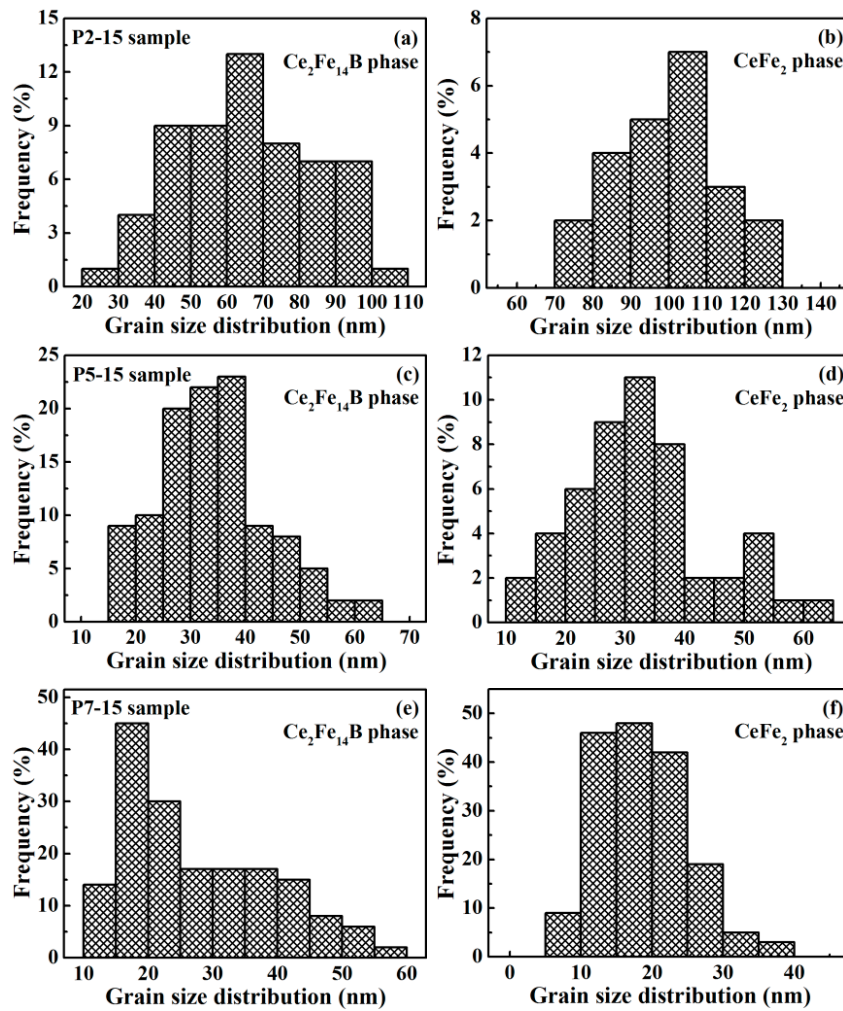 P2-15 sample
(a)
Ce₂Fe₁₄B phase
Frequency (%)
15
12
9
6
3
0
20 30 40 50 60 70 80 90 100 110
Grain size distribution (nm)
(b)
CeFe₂ phase
Frequency (%)
8
6
4
2
0
60 70 80 90 100 110 120 130 140
Grain size distribution (nm)
P5-15 sample
(c)
Ce₂Fe₁₄B phase
Frequency (%)
25
20
15
10
5
0
10 20 30 40 50 60 70
Grain size distribution (nm)
(d)
CeFe₂ phase
Frequency (%)
12
10
8
6
4
2
0
10 20 30 40 50 60
Grain size distribution (nm)
P7-15 sample
(e)
Ce₂Fe₁₄B phase
Frequency (%)
50
40
30
20
10
0
10 20 30 40 50 60
Grain size distribution (nm)
(f)
CeFe₂ phase
Frequency (%)
50
40
30
20
10
0
0 10 20 30 40
Grain size distribution (nm)